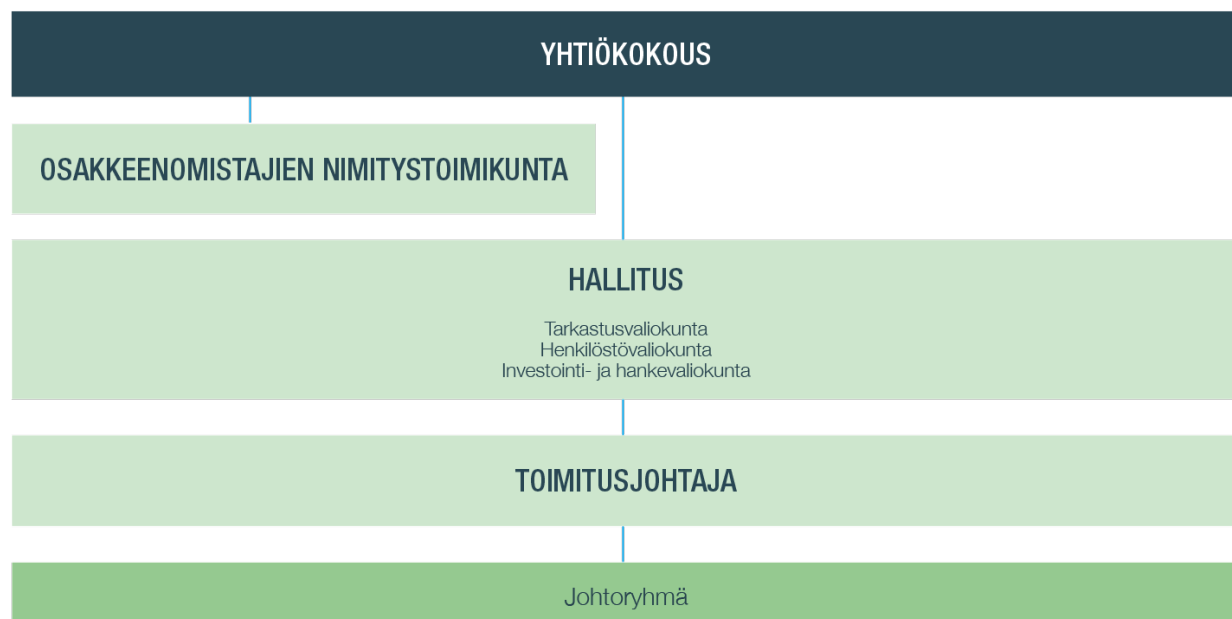 YHTIÖKOKOUS
OSAKKEENOMISTAJIEN NIMITYSTOIMIKUNTA
HALLITUS
Tarkastusvaliokunta
Henkilöstövaliokunta
Investointi- ja hankevaliokunta
TOIMITUSJOHTAJA
Johtoryhmä